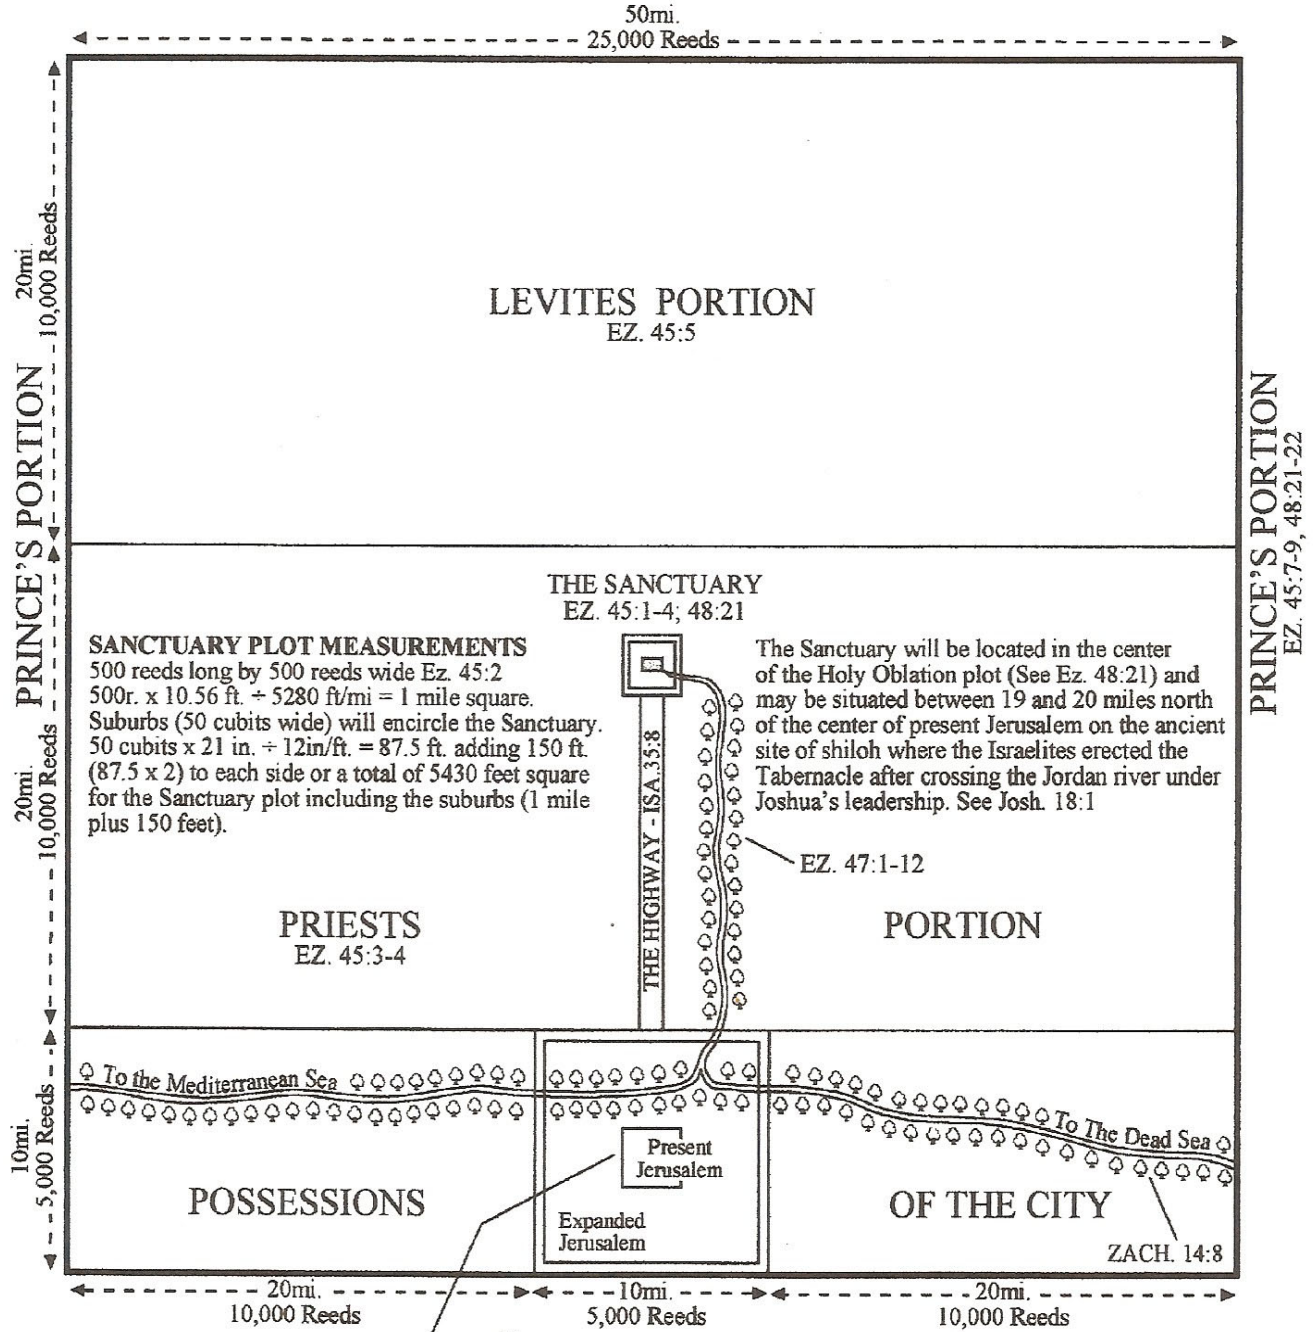 50mi.
25,000 Reeds
20mi.
10,000 Reeds
LEVITES PORTION
EZ. 45:5
PRINCE'S PORTION
PRINCE'S PORTION
EZ. 45:7-9, 48:21-22
THE SANCTUARY
EZ. 45:1-4; 48:21
SANCTUARY PLOT MEASUREMENTS
500 reeds long by 500 reeds wide Ez. 45:2
500r. x 10.56 ft. ÷ 5280 ft/mi = 1 mile square.
Suburbs (50 cubits wide) will encircle the Sanctuary.
50 cubits x 21 in. ÷ 12in/ft. = 87.5 ft. adding 150 ft.
(87.5 x 2) to each side or a total of 5430 feet square
for the Sanctuary plot including the suburbs (1 mile
plus 150 feet).
The Sanctuary will be located in the center
of the Holy Oblation plot (See Ez. 48:21) and
may be situated between 19 and 20 miles north
of the center of present Jerusalem on the ancient
site of shiloh where the Israelites erected the
Tabernacle after crossing the Jordan river under
Joshua's leadership. See Josh. 18:1
20mi.
10,000 Reeds
THE HIGHWAY - ISA.35:8
EZ. 47:1-12
PRIESTS
EZ. 45:3-4
PORTION
10mi.
5,000 Reeds
To the Mediterranean Sea
To The Dead Sea
Present
Jerusalem
POSSESSIONS
OF THE CITY
Expanded
Jerusalem
ZACH. 14:8
20mi.
10,000 Reeds
10mi.
5,000 Reeds
20mi.
10,000 Reeds